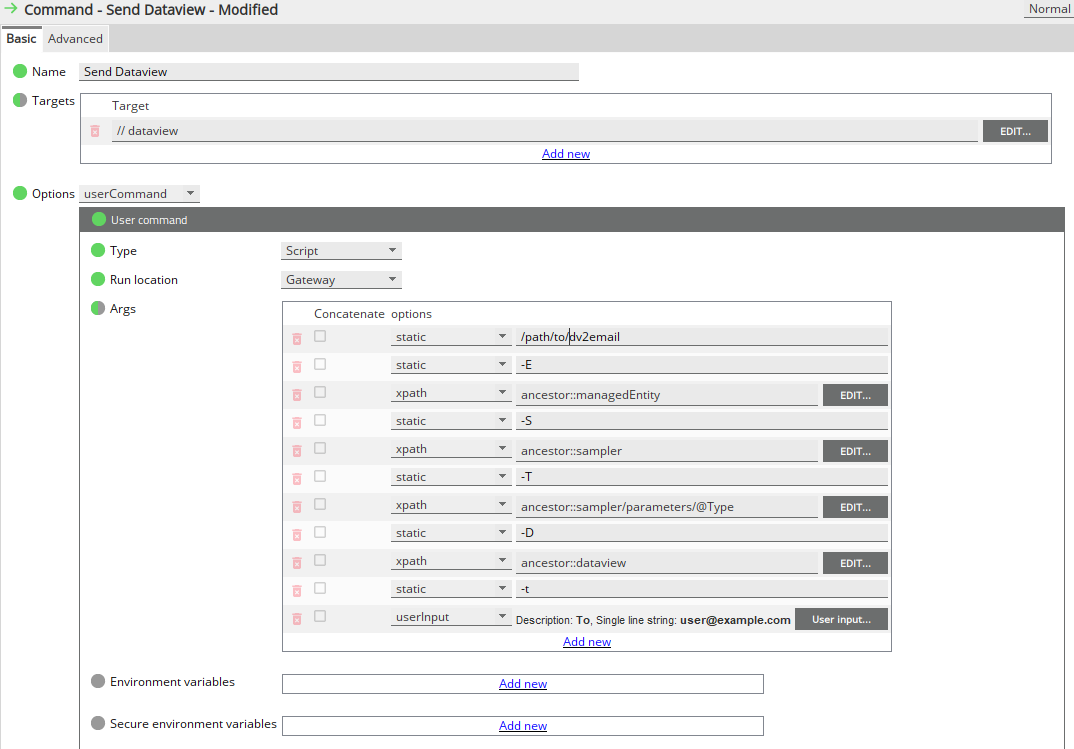 Command - Send Dataview - Modified
Normal
Basic Advanced
Name Send Dataview
Targets Target
// dataview EDIT...
Add new
Options userCommand
User command
Type Script
Run location Gateway
Args
Concatenate options
static /path/to/dv2email
static -E
xpath ancestor::managedEntity EDIT...
static -S
xpath ancestor::sampler EDIT...
static -T
xpath ancestor::sampler/parameters/@Type EDIT...
static -D
xpath ancestor::dataview EDIT...
static -t
userInput Description: To, Single line string: user@example.com User input...
Add new
Environment variables Add new
Secure environment variables Add new